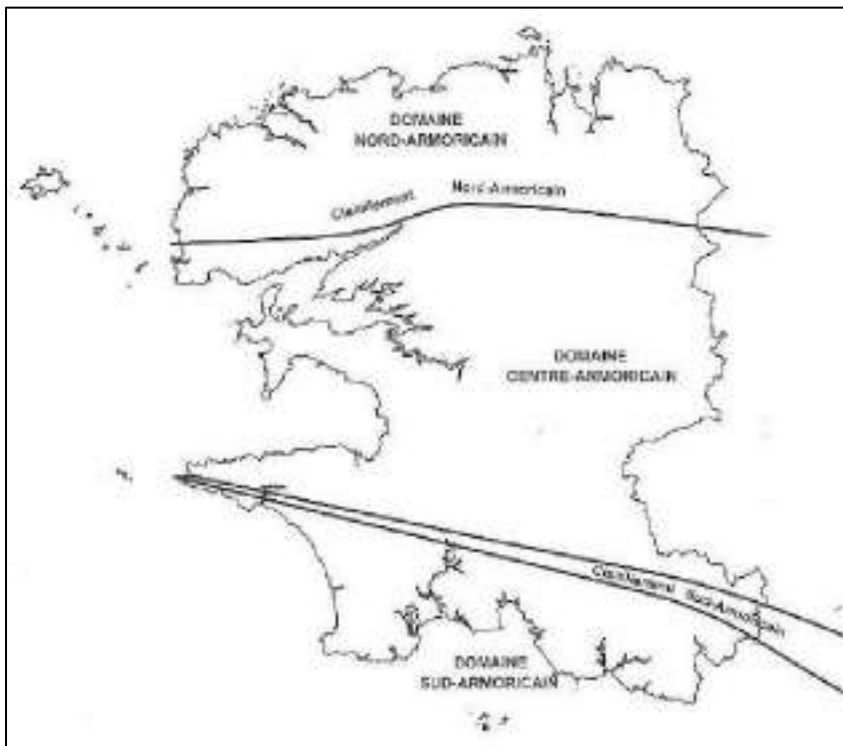 DOMAINE
NORD-ARMORICAIN
Cisaillement Nord-Armoricain
DOMAINE
CENTRE-ARMORICAIN
Cisaillement Sud-Armoricain
DOMAINE
SUD-ARMORICAIN